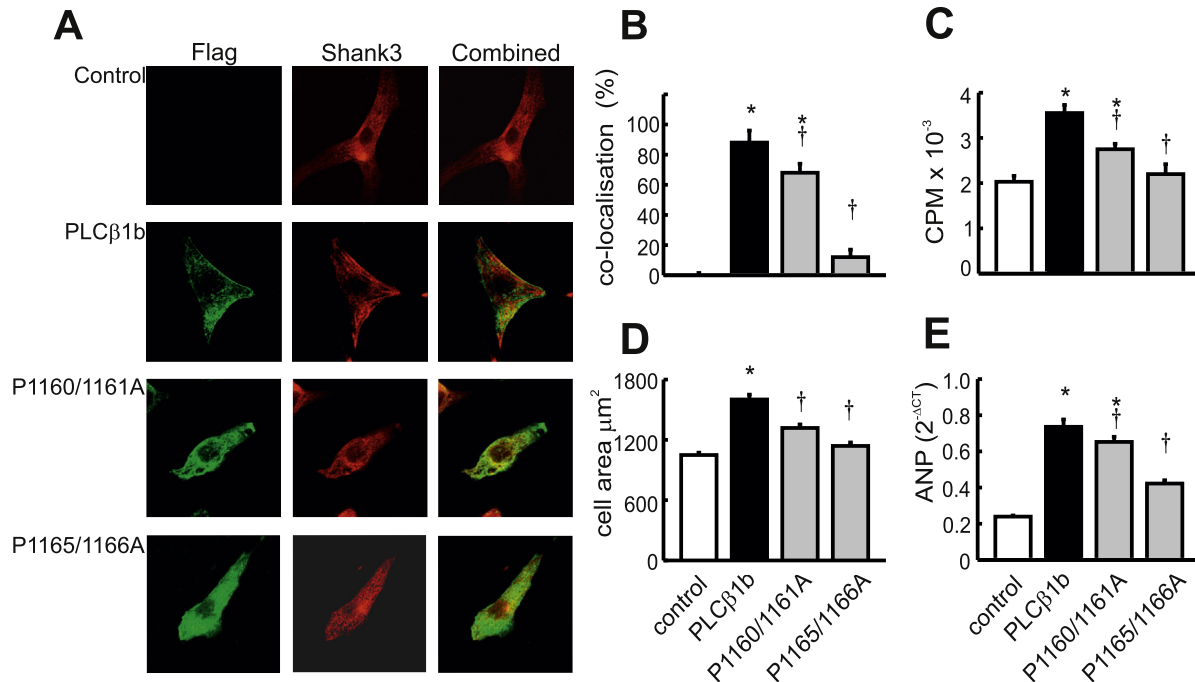 A
Flag Shank3 Combined
Control
PLCβ1b
P1160/1161A
P1165/1166A
B
co-localisation (%)
100
80
60
40
20
0
*
*
†
†
C
CPM x 10⁻³
4
3
2
1
0
*
*
†
†
D
cell area μm²
1800
1200
600
0
*
†
†
control
PLCβ1b
P1160/1161A
P1165/1166A
E
ANP (2^-ΔCT)
1.0
0.8
0.6
0.4
0.2
0
*
*
†
†
control
PLCβ1b
P1160/1161A
P1165/1166A